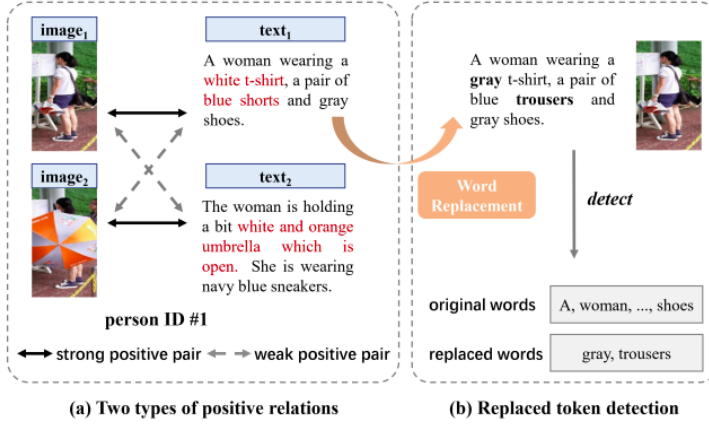 image1
text1
A woman wearing a
white t-shirt, a pair of
blue shorts and gray
shoes.
image2
text2
The woman is holding
a bit white and orange
umbrella which is
open. She is wearing
navy blue sneakers.
person ID #1
strong positive pair
weak positive pair
(a) Two types of positive relations
A woman wearing a
gray t-shirt, a pair of
blue trousers and
gray shoes.
Word
Replacement
detect
original words
A, woman, ..., shoes
replaced words
gray, trousers
(b) Replaced token detection